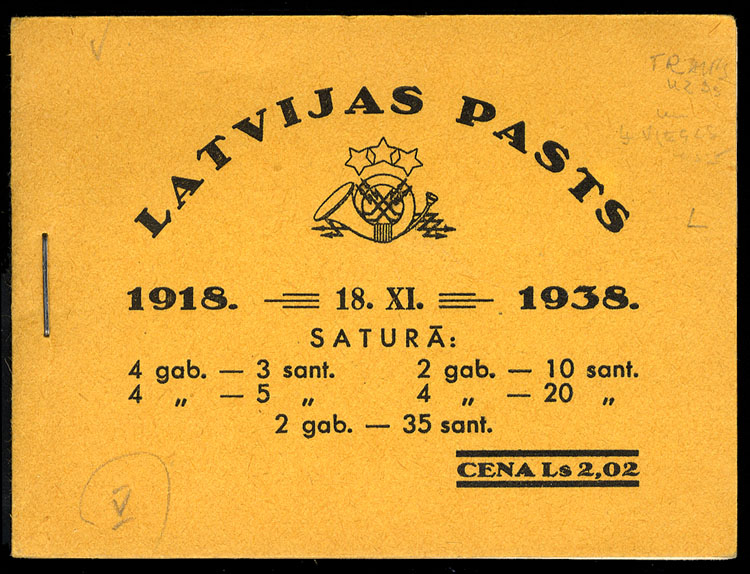 LATVIJAS PASTS
1918. 18. XI. 1938.
SATURĀ:
4 gab. — 3 sant. 2 gab. — 10 sant.
4 „ — 5 „ 4 „ — 20 „
2 gab. — 35 sant.
CENA Ls 2,02
V